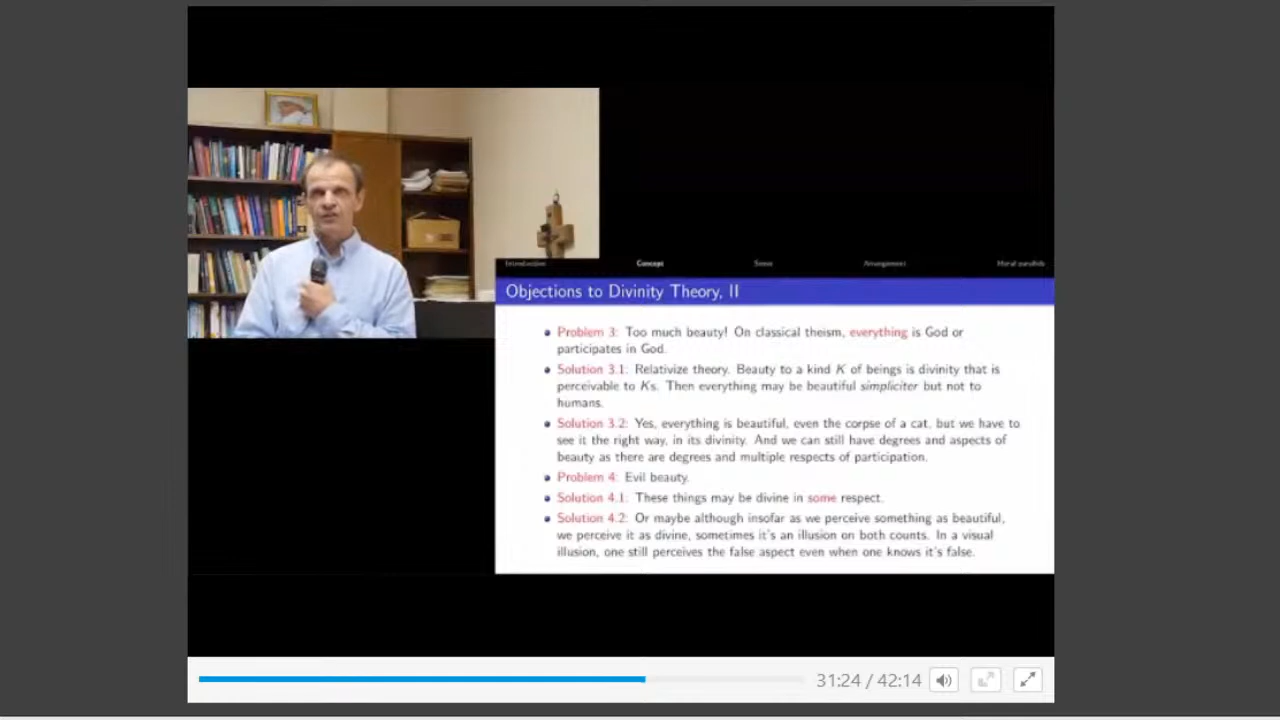 Introduction Concept Sense Arrangement Moral parallels
Objections to Divinity Theory, II
Problem 3: Too much beauty! On classical theism, everything is God or
participates in God.
Solution 3.1: Relativize theory. Beauty to a kind K of beings is divinity that is
perceivable to Ks. Then everything may be beautiful simpliciter but not to
humans.
Solution 3.2: Yes, everything is beautiful, even the corpse of a cat, but we have to
see it the right way, in its divinity. And we can still have degrees and aspects of
beauty as there are degrees and multiple respects of participation.
Problem 4: Evil beauty.
Solution 4.1: These things may be divine in some respect.
Solution 4.2: Or maybe although insofar as we perceive something as beautiful,
we perceive it as divine, sometimes it's an illusion on both counts. In a visual
illusion, one still perceives the false aspect even when one knows it's false.
31:24 / 42:14